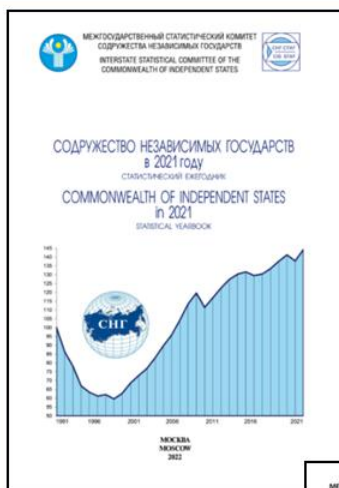 МЕЖГОСУДАРСТВЕННЫЙ СТАТИСТИЧЕСКИЙ КОМИТЕТ
СОДРУЖЕСТВА НЕЗАВИСИМЫХ ГОСУДАРСТВ
INTERSTATE STATISTICAL COMMITTEE OF THE
COMMONWEALTH OF INDEPENDENT STATES
СОДРУЖЕСТВО НЕЗАВИСИМЫХ ГОСУДАРСТВ
в 2021 году
СТАТИСТИЧЕСКИЙ ЕЖЕГОДНИК
COMMONWEALTH OF INDEPENDENT STATES
in 2021
STATISTICAL YEARBOOK
145
140
135
130
125
120
115
110
105
100
95
90
85
80
75
70
65
60
55
50
СНГ
1991 1996 2001 2006 2011 2016 2021
МОСКВА
MOSCOW
2022